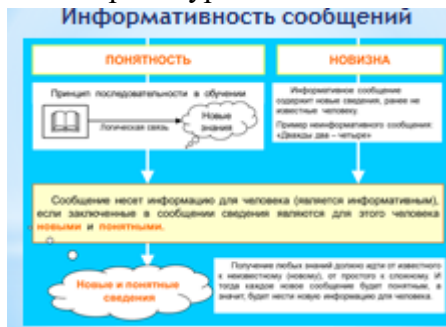 Информативность сообщений
ПОНЯТНОСТЬ
НОВИЗНА
Принцип последовательности в обучении
Логическая связь
Новые
знания
Информативное сообщение
содержит новые сведения, ранее не
известные человеку.
Пример неинформативного сообщения:
«Дважды два – четыре»
Сообщение несет информацию для человека (является информативным),
если заключенные в сообщении сведения являются для этого человека
новыми и понятными.
Новые и понятные
сведения
Получение любых знаний должно идти от известного
к неизвестному (новому), от простого к сложному. И
тогда каждое новое сообщение будет понятным, а
значит, будет нести новую информацию для человека.